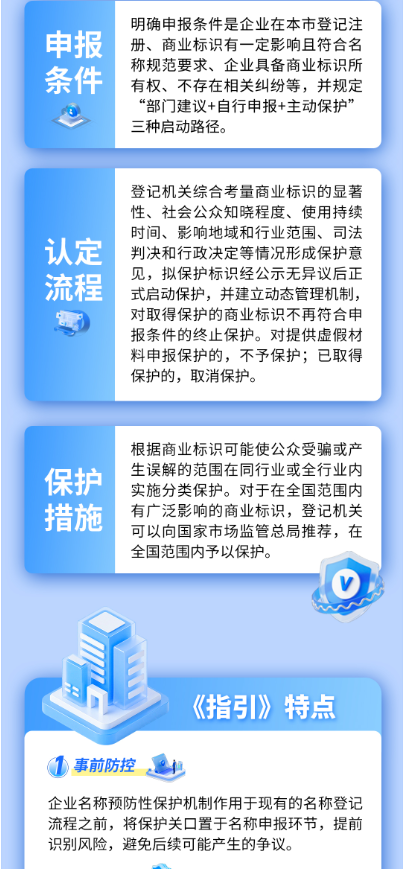 申报
条件
明确申报条件是企业在本市登记注
册、商业标识有一定影响且符合名
称规范要求、企业具备商业标识所
有权、不存在相关纠纷等，并规定
“部门建议+自行申报+主动保护”
三种启动路径。
认定
流程
登记机关综合考量商业标识的显著
性、社会公众知晓程度、使用持续
时间、影响地域和行业范围、司法
判决和行政决定等情况形成保护意
见，拟保护标识经公示无异议后正
式启动保护，并建立动态管理机制，
对取得保护的商业标识不再符合申
报条件的终止保护。对提供虚假材
料申报保护的，不予保护；已取得
保护的，取消保护。
保护
措施
根据商业标识可能使公众受骗或产
生误解的范围在同行业或全行业内
实施分类保护。对于在全国范围内
有广泛影响的商业标识，登记机关
可以向国家市场监管总局推荐，在
全国范围内予以保护。
V
《指引》特点
1 事前防控
企业名称预防性保护机制作用于现有的名称登记
流程之前，将保护关口置于名称申报环节，提前
识别风险，避免后续可能产生的争议。